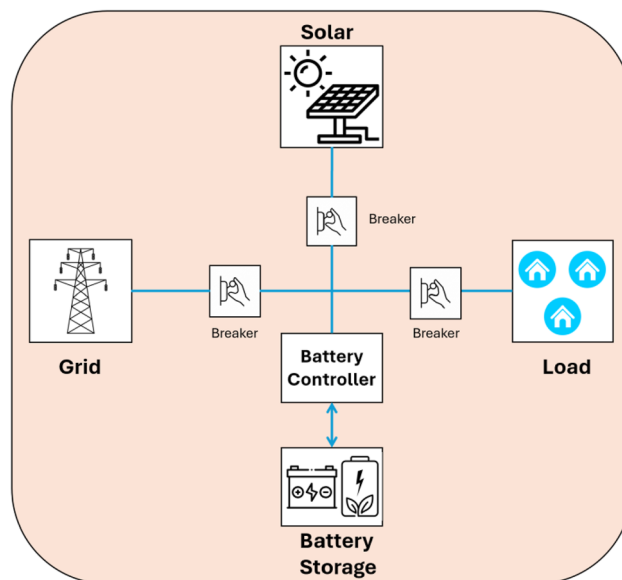 Solar
Breaker
Breaker
Breaker
Grid
Battery
Controller
Load
Battery
Storage